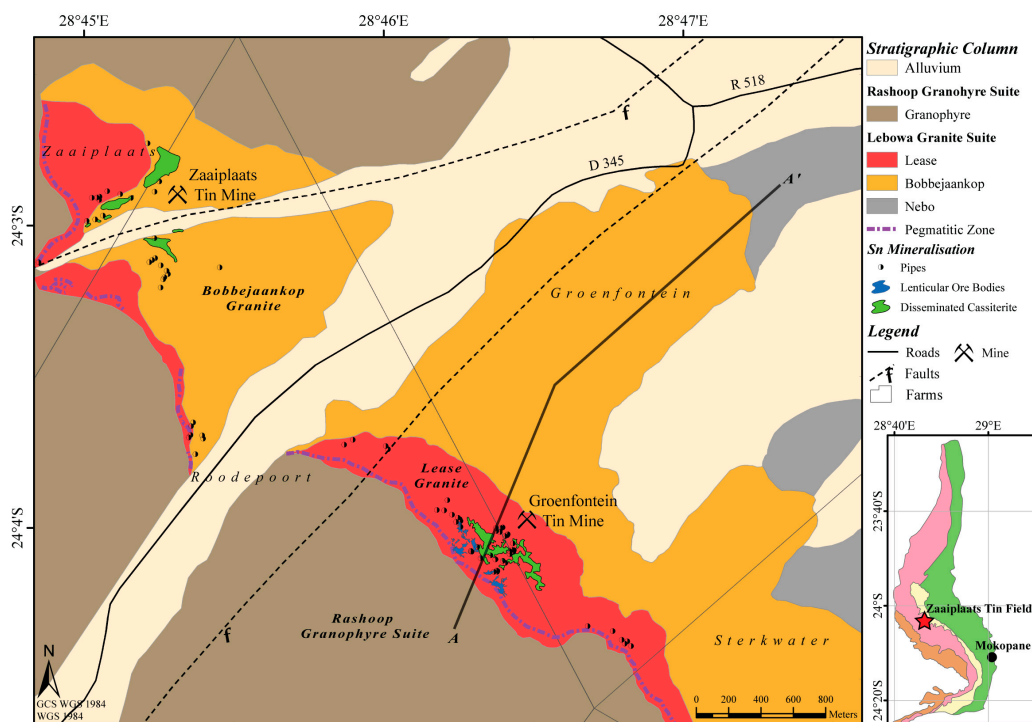 28°45'E
28°46'E
28°47'E
24°3'S
24°4'S
R 518
D 345
f
A'
Zaaiplaats
Zaaiplaats
Tin Mine
Bobbejaankop
Granite
Groenfontein
Roodepoort
Lease
Granite
Groenfontein
Tin Mine
Rashoop
Granophyre Suite
A
f
Sterkwater
N
GCS WGS 1984
WGS 1984
0 200 400 600 800
Meters
Stratigraphic Column
Alluvium
Rashoop Granohyre Suite
Granophyre
Lebowa Granite Suite
Lease
Bobbejaankop
Nebo
Pegmatitic Zone
Sn Mineralisation
Pipes
Lenticular Ore Bodies
Disseminated Cassiterite
Legend
Roads
Mine
f
Faults
Farms
28°40'E
29°E
23°40'S
24°S
24°20'S
Zaaiplaats Tin Field
Mokopane